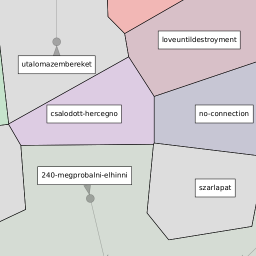 loveuntildestroyment
utalomazembereket
csalodott-hercegno
no-connection
240-megprobalni-elhinni
szarlapat